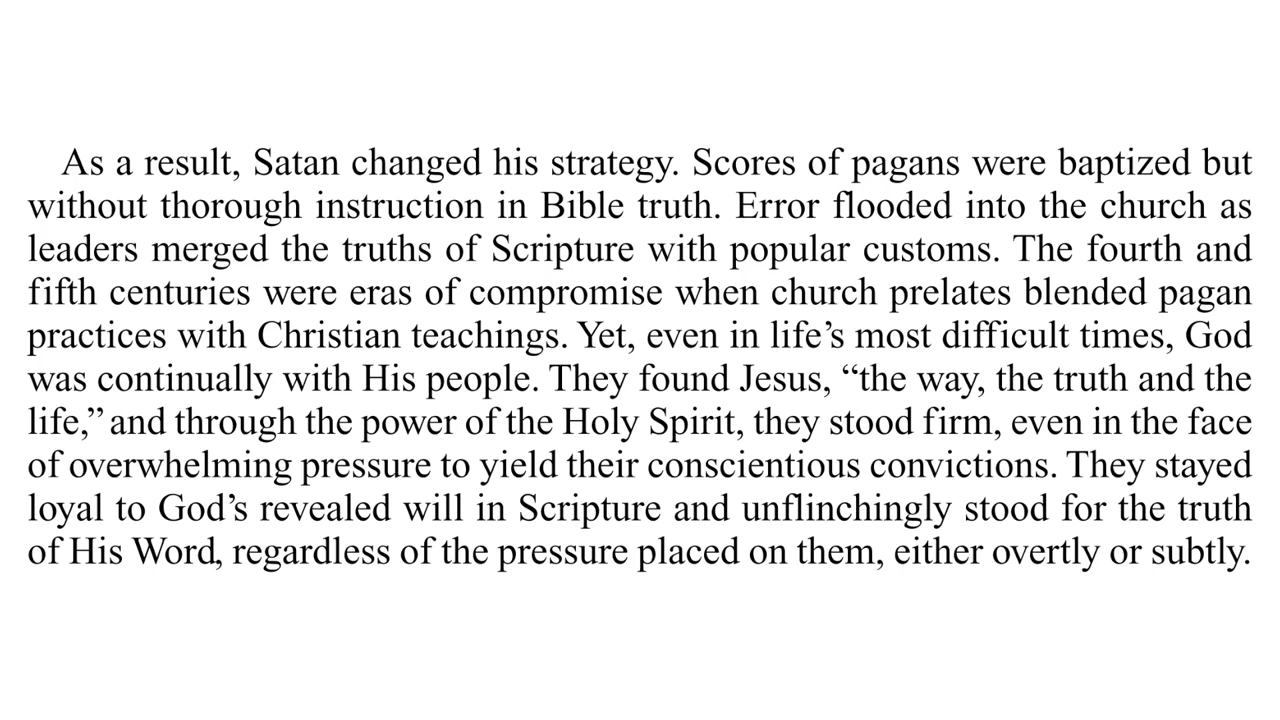 As a result, Satan changed his strategy. Scores of pagans were baptized but
without thorough instruction in Bible truth. Error flooded into the church as
leaders merged the truths of Scripture with popular customs. The fourth and
fifth centuries were eras of compromise when church prelates blended pagan
practices with Christian teachings. Yet, even in life’s most difficult times, God
was continually with His people. They found Jesus, “the way, the truth and the
life,” and through the power of the Holy Spirit, they stood firm, even in the face
of overwhelming pressure to yield their conscientious convictions. They stayed
loyal to God’s revealed will in Scripture and unflinchingly stood for the truth
of His Word, regardless of the pressure placed on them, either overtly or subtly.